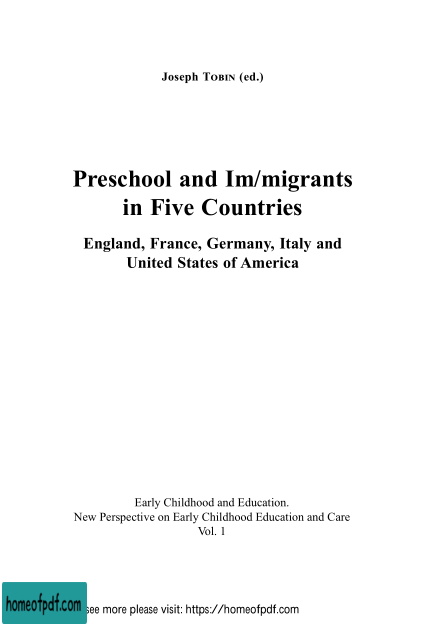 Joseph Tobin (ed.)
Preschool and Im/migrants
in Five Countries
England, France, Germany, Italy and
United States of America
Early Childhood and Education.
New Perspective on Early Childhood Education and Care
Vol. 1
homeofpdf.com
see more please visit: https://homeofpdf.com